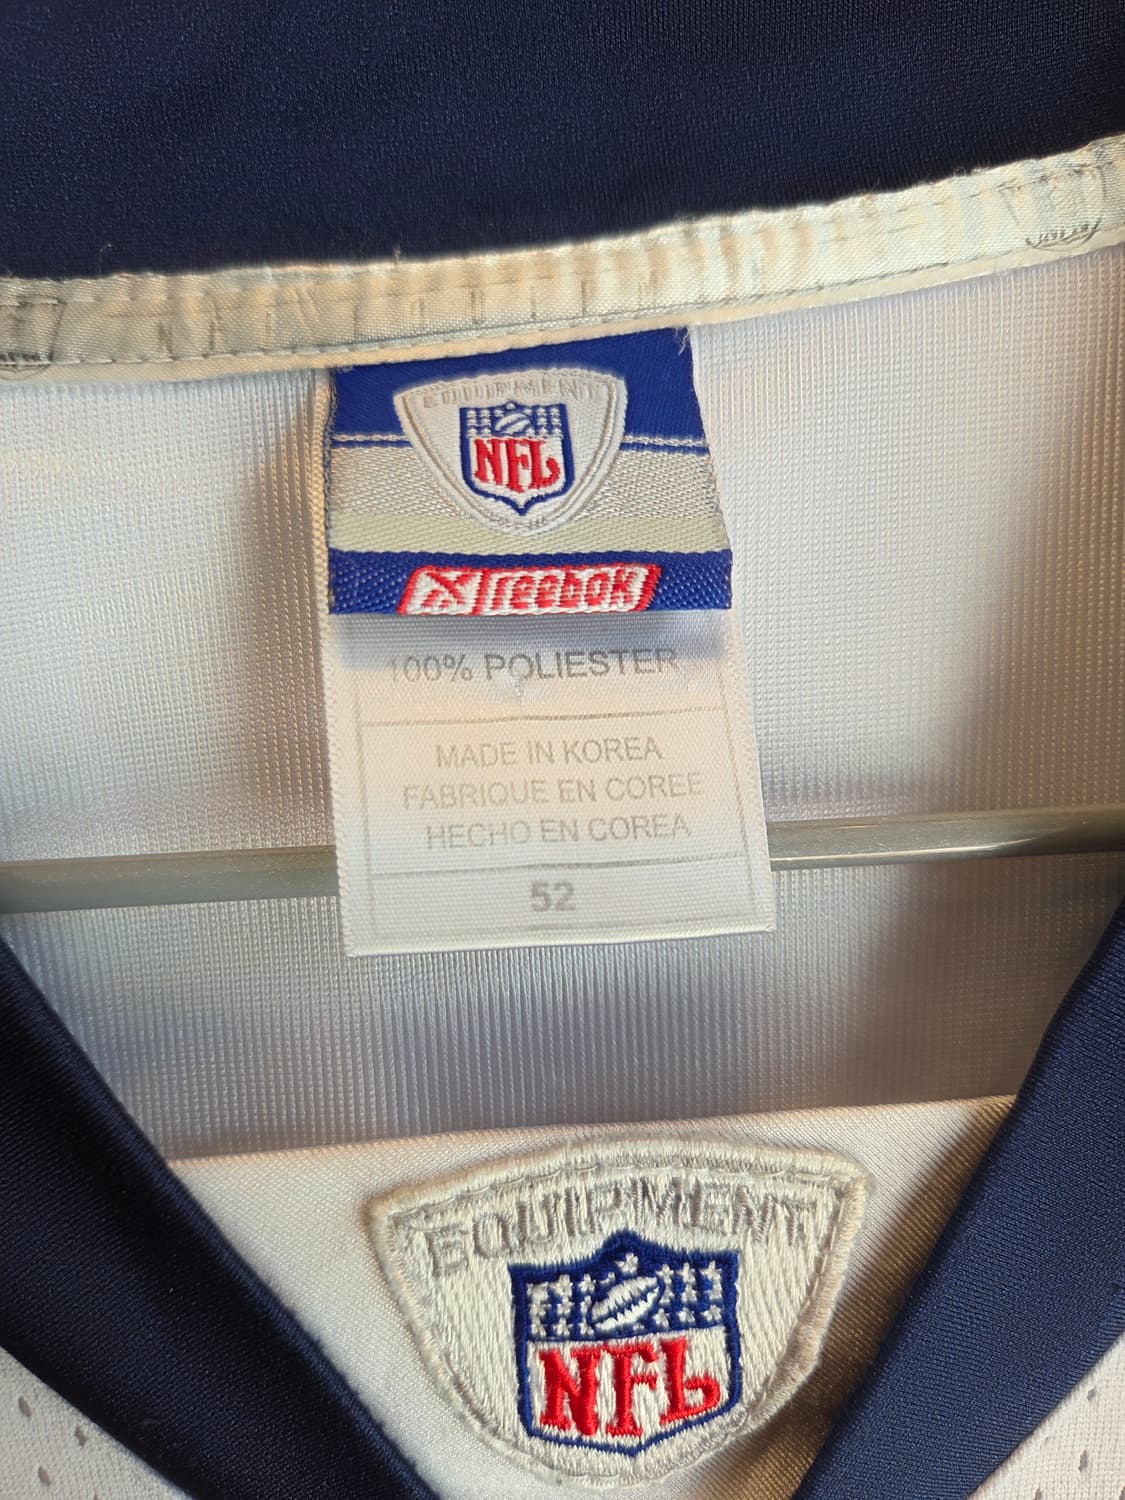 EQUIPMENT
NFL
Reebok
100% POLIESTER
MADE IN KOREA
FABRIQUE EN COREE
HECHO EN COREA
52
EQUIPMENT
NFL